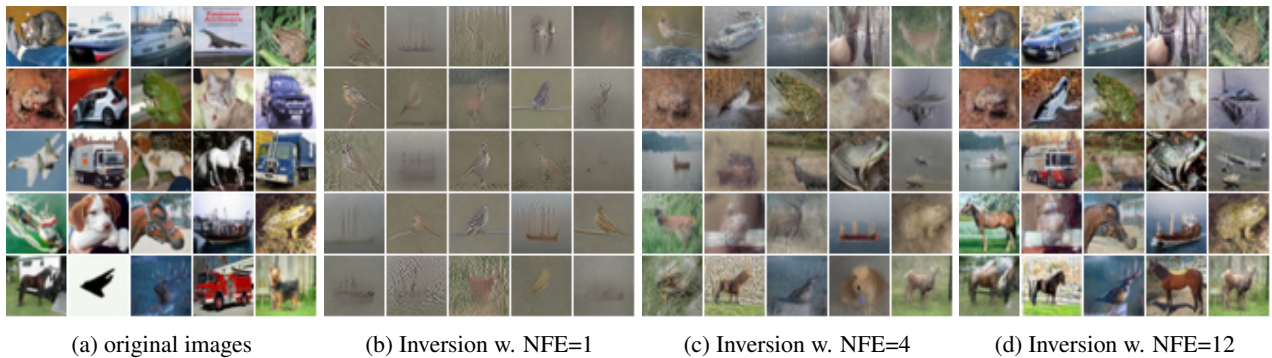 (a) original images
(b) Inversion w. NFE=1
(c) Inversion w. NFE=4
(d) Inversion w. NFE=12